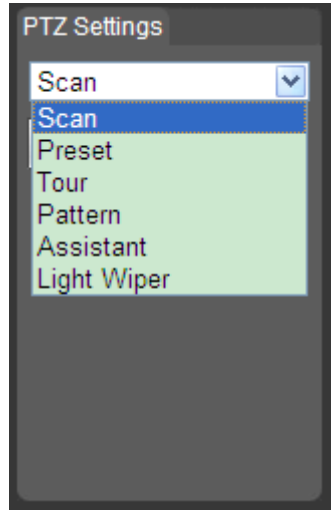 PTZ Settings
Scan
Scan
Preset
Tour
Pattern
Assistant
Light Wiper